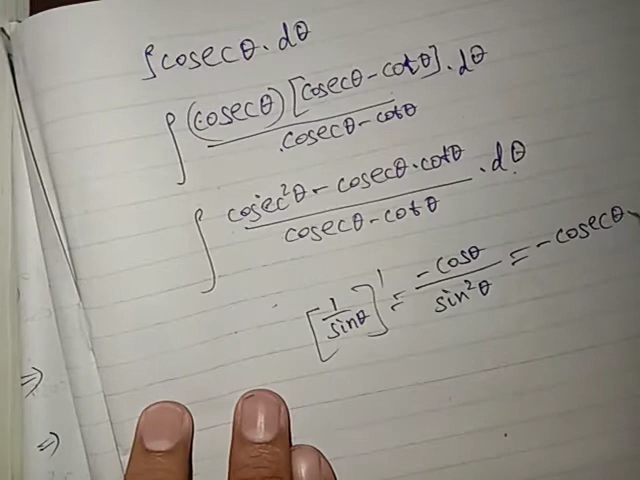 ∫cosecθ.dθ
∫ (cosecθ)[cosecθ-cotθ] / cosecθ-cotθ .dθ
∫ cosec²θ - cosecθ.cotθ / cosecθ-cotθ .dθ
[1/sinθ]' = -cosθ / sin²θ = -cosecθ.
⇒
⇒